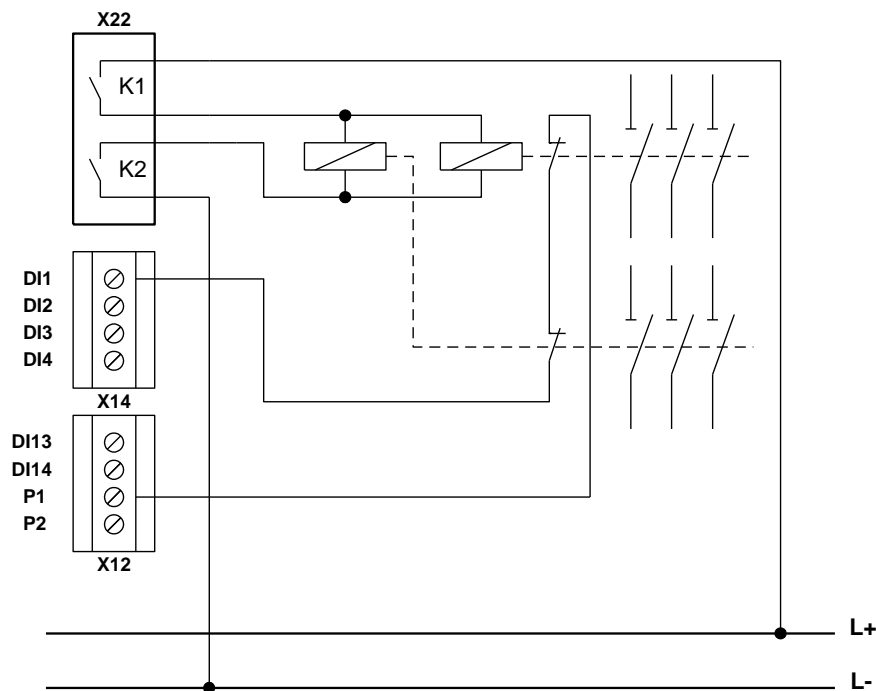 X22
K1
K2
DI1
DI2
DI3
DI4
X14
DI13
DI14
P1
P2
X12
L+
L-